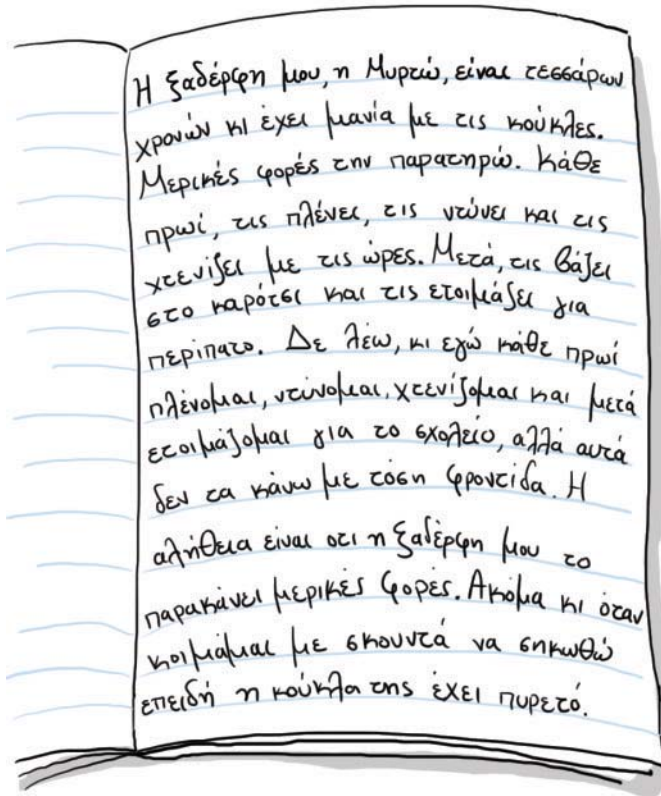 Η ξαδέρφη μου, η Μυρτώ, είναι τεσσάρων
χρονών κι έχει μανία με τις κούκλες.
Μερικές φορές την παρατηρώ. Κάθε
πρωί, τις πλένει, τις ντύνει και τις
χτενίζει με τις ώρες. Μετά, τις βάζει
στο καρότσι και τις ετοιμάζει για
περίπατο. Δε λέω, κι εγώ κάθε πρωί
πλένομαι, ντύνομαι, χτενίζομαι και μετά
ετοιμάζομαι για το σχολείο, αλλά αυτά
δεν τα κάνω με τόση φροντίδα. Η
αλήθεια είναι οτι η ξαδέρφη μου το
παρακάνει μερικές φορές. Ακόμα κι όταν
κοιμάμαι με σκουντά να σηκωθώ
επειδή η κούκλα της έχει πυρετό.